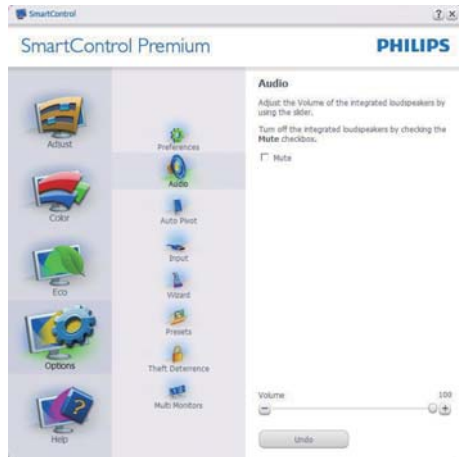 SmartControl
SmartControl Premium
PHILIPS
Adjust
Color
Eco
Options
Help
Preferences
Audio
Auto Pivot
Input
Wizard
Presets
Theft Deterrence
Multi Monitors
Audio
Adjust the Volume of the integrated loudspeakers by
using the slider.
Turn off the integrated loudspeakers by checking the
Mute checkbox.
Mute
Volume 100
Undo